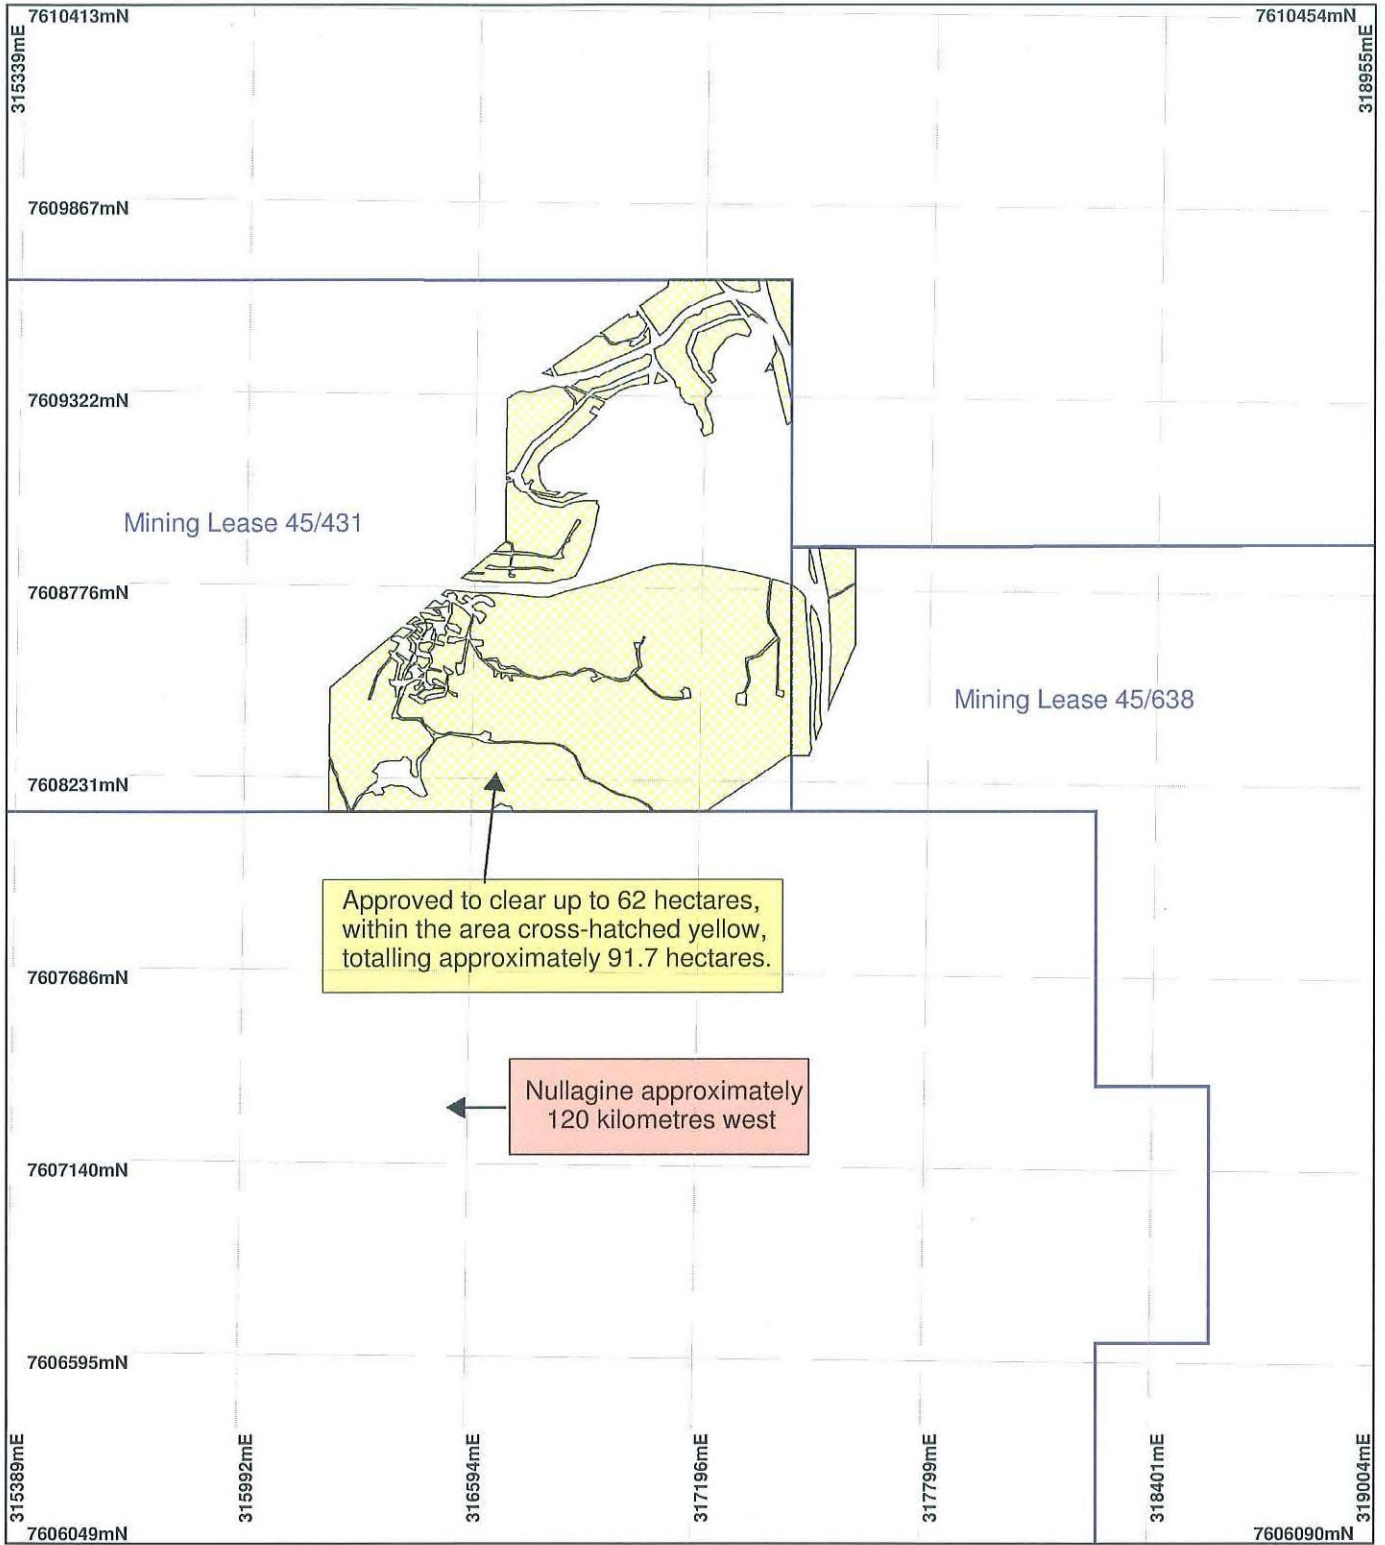 7610413mN
7610454mN
315339mE
318955mE
7609867mN
7609322mN
Mining Lease 45/431
7608776mN
Mining Lease 45/638
7608231mN
Approved to clear up to 62 hectares,
within the area cross-hatched yellow,
totalling approximately 91.7 hectares.
7607686mN
Nullagine approximately
120 kilometres west
7607140mN
7606595mN
315389mE
315992mE
316594mE
317196mE
317799mE
318401mE
319004mE
7606049mN
7606090mN